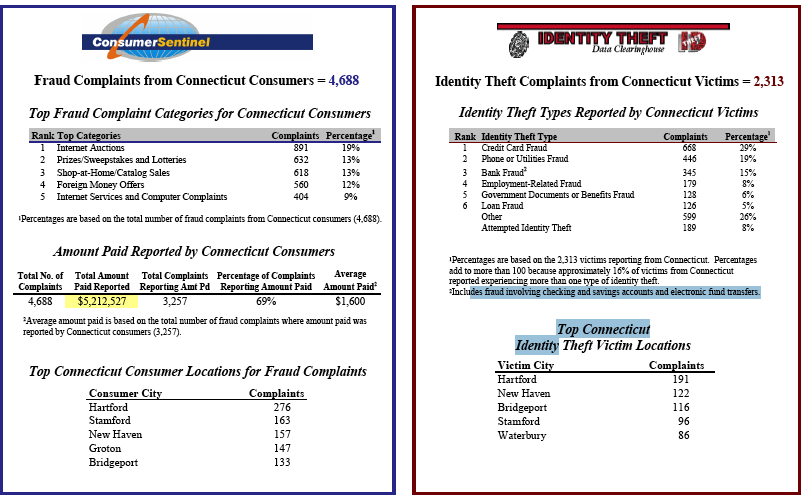 ConsumerSentinel
Fraud Complaints from Connecticut Consumers = 4,688
Top Fraud Complaint Categories for Connecticut Consumers
Rank Top Categories Complaints Percentage¹
1 Internet Auctions 891 19%
2 Prizes/Sweepstakes and Lotteries 632 13%
3 Shop-at-Home/Catalog Sales 618 13%
4 Foreign Money Offers 560 12%
5 Internet Services and Computer Complaints 404 9%
¹Percentages are based on the total number of fraud complaints from Connecticut consumers (4,688).
Amount Paid Reported by Connecticut Consumers
Total No. of Total Amount Total Complaints Percentage of Complaints Average
Complaints Paid Reported Reporting Amt Pd Reporting Amount Paid Amount Paid²
4,688 $5,212,527 3,257 69% $1,600
²Average amount paid is based on the total number of fraud complaints where amount paid was
reported by Connecticut consumers (3,257).
Top Connecticut Consumer Locations for Fraud Complaints
Consumer City Complaints
Hartford 276
Stamford 163
New Haven 157
Groton 147
Bridgeport 133
IDENTITY THEFT
Data Clearinghouse
Identity Theft Complaints from Connecticut Victims = 2,313
Identity Theft Types Reported by Connecticut Victims
Rank Identity Theft Type Complaints Percentage¹
1 Credit Card Fraud 668 29%
2 Phone or Utilities Fraud 446 19%
3 Bank Fraud² 345 15%
4 Employment-Related Fraud 179 8%
5 Government Documents or Benefits Fraud 128 6%
6 Loan Fraud 126 5%
Other 599 26%
Attempted Identity Theft 189 8%
¹Percentages are based on the 2,313 victims reporting from Connecticut. Percentages
add to more than 100 because approximately 16% of victims from Connecticut
reported experiencing more than one type of identity theft.
²Includes fraud involving checking and savings accounts and electronic fund transfers.
Top Connecticut
Identity Theft Victim Locations
Victim City Complaints
Hartford 191
New Haven 122
Bridgeport 116
Stamford 96
Waterbury 86